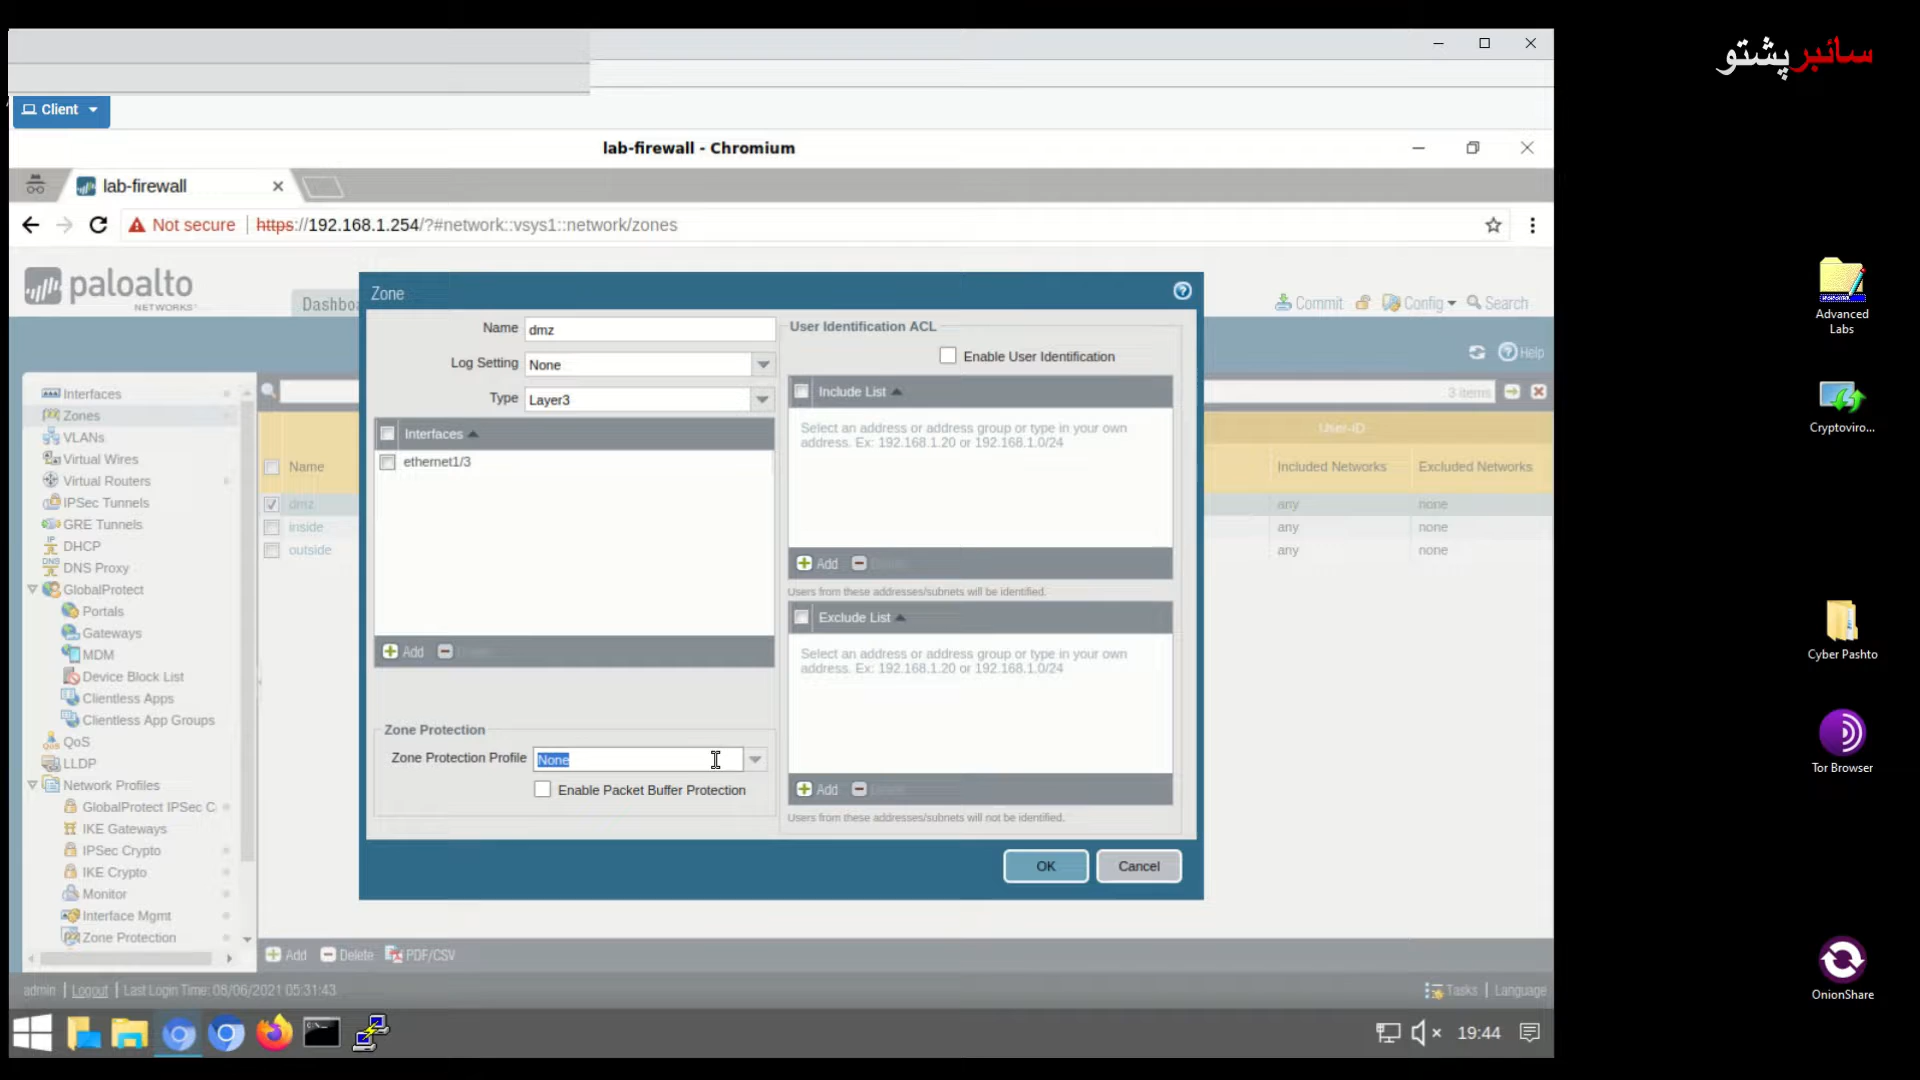 سائبرپشتو
Client
lab-firewall - Chromium
lab-firewall
Not secure
https://192.168.1.254/?#network::vsys1::network/zones
paloalto
NETWORKS
Dashbo
Commit
Config
Search
Help
Zone
Name
dmz
Log Setting
None
Type
Layer3
Interfaces
ethernet1/3
Add
Zone Protection
Zone Protection Profile
None
Enable Packet Buffer Protection
User Identification ACL
Enable User Identification
Include List
Select an address or address group or type in your own
address. Ex: 192.168.1.20 or 192.168.1.0/24
Add
Delete
Users from these addresses/subnets will be identified.
Exclude List
Select an address or address group or type in your own
address. Ex: 192.168.1.20 or 192.168.1.0/24
Add
Users from these addresses/subnets will not be identified.
OK
Cancel
Interfaces
Zones
VLANs
Virtual Wires
Virtual Routers
IPSec Tunnels
GRE Tunnels
DHCP
DNS Proxy
GlobalProtect
Portals
Gateways
MDM
Device Block List
Clientless Apps
Clientless App Groups
QoS
LLDP
Network Profiles
GlobalProtect IPSec C
IKE Gateways
IPSec Crypto
IKE Crypto
Monitor
Interface Mgmt
Zone Protection
3 items
User-ID
Name
Included Networks
Excluded Networks
dmz
any
none
inside
any
none
outside
any
none
Add
Delete
PDF/CSV
admin | Logout | Last Login Time: 08/06/2021 05:31:43
Tasks | Language
19:44
Advanced
Labs
Cryptoviro...
Cyber Pashto
Tor Browser
OnionShare